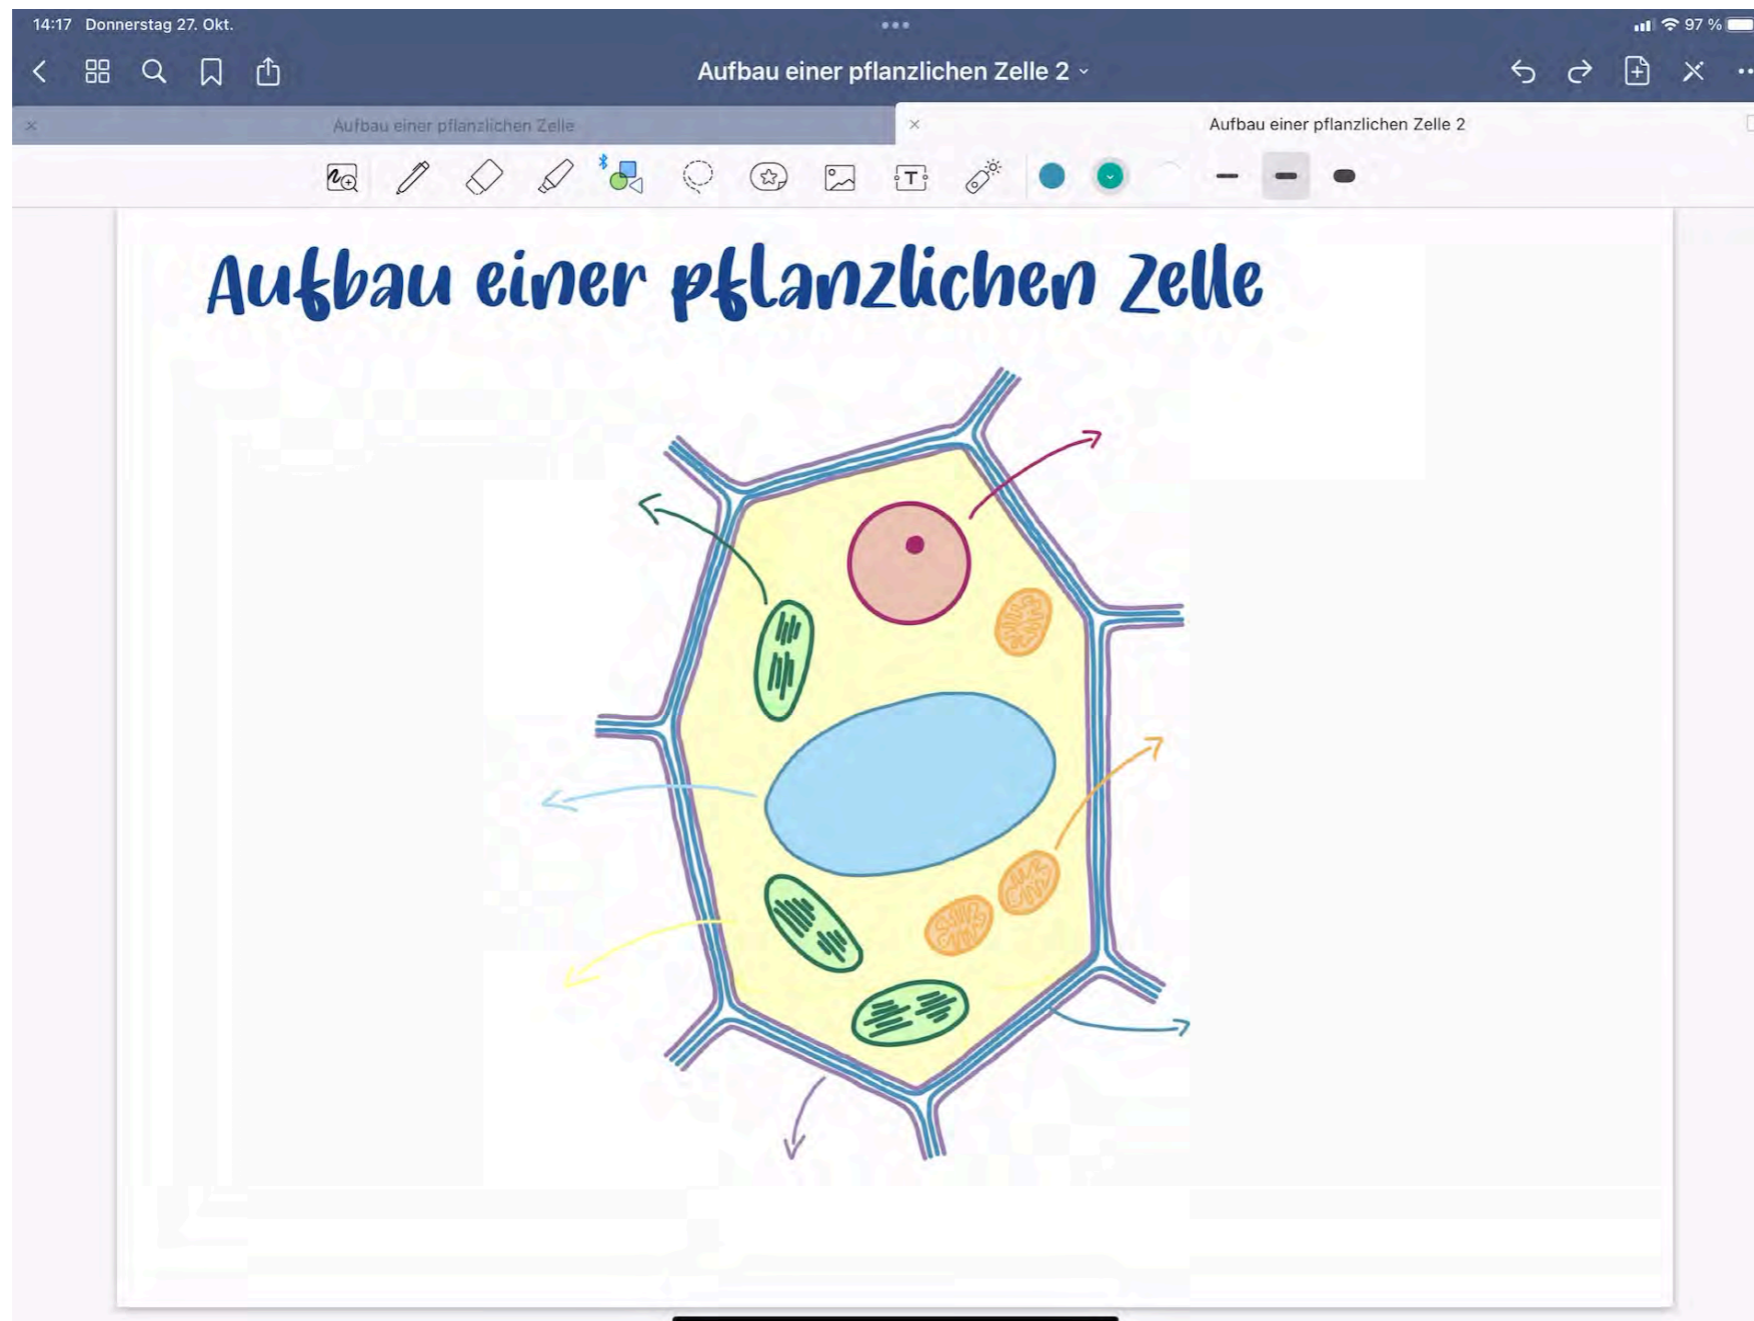 14:17 Donnerstag 27. Okt.
97 %
Aufbau einer pflanzlichen Zelle 2
Aufbau einer pflanzlichen Zelle
Aufbau einer pflanzlichen Zelle 2
T
Aufbau einer pflanzlichen Zelle